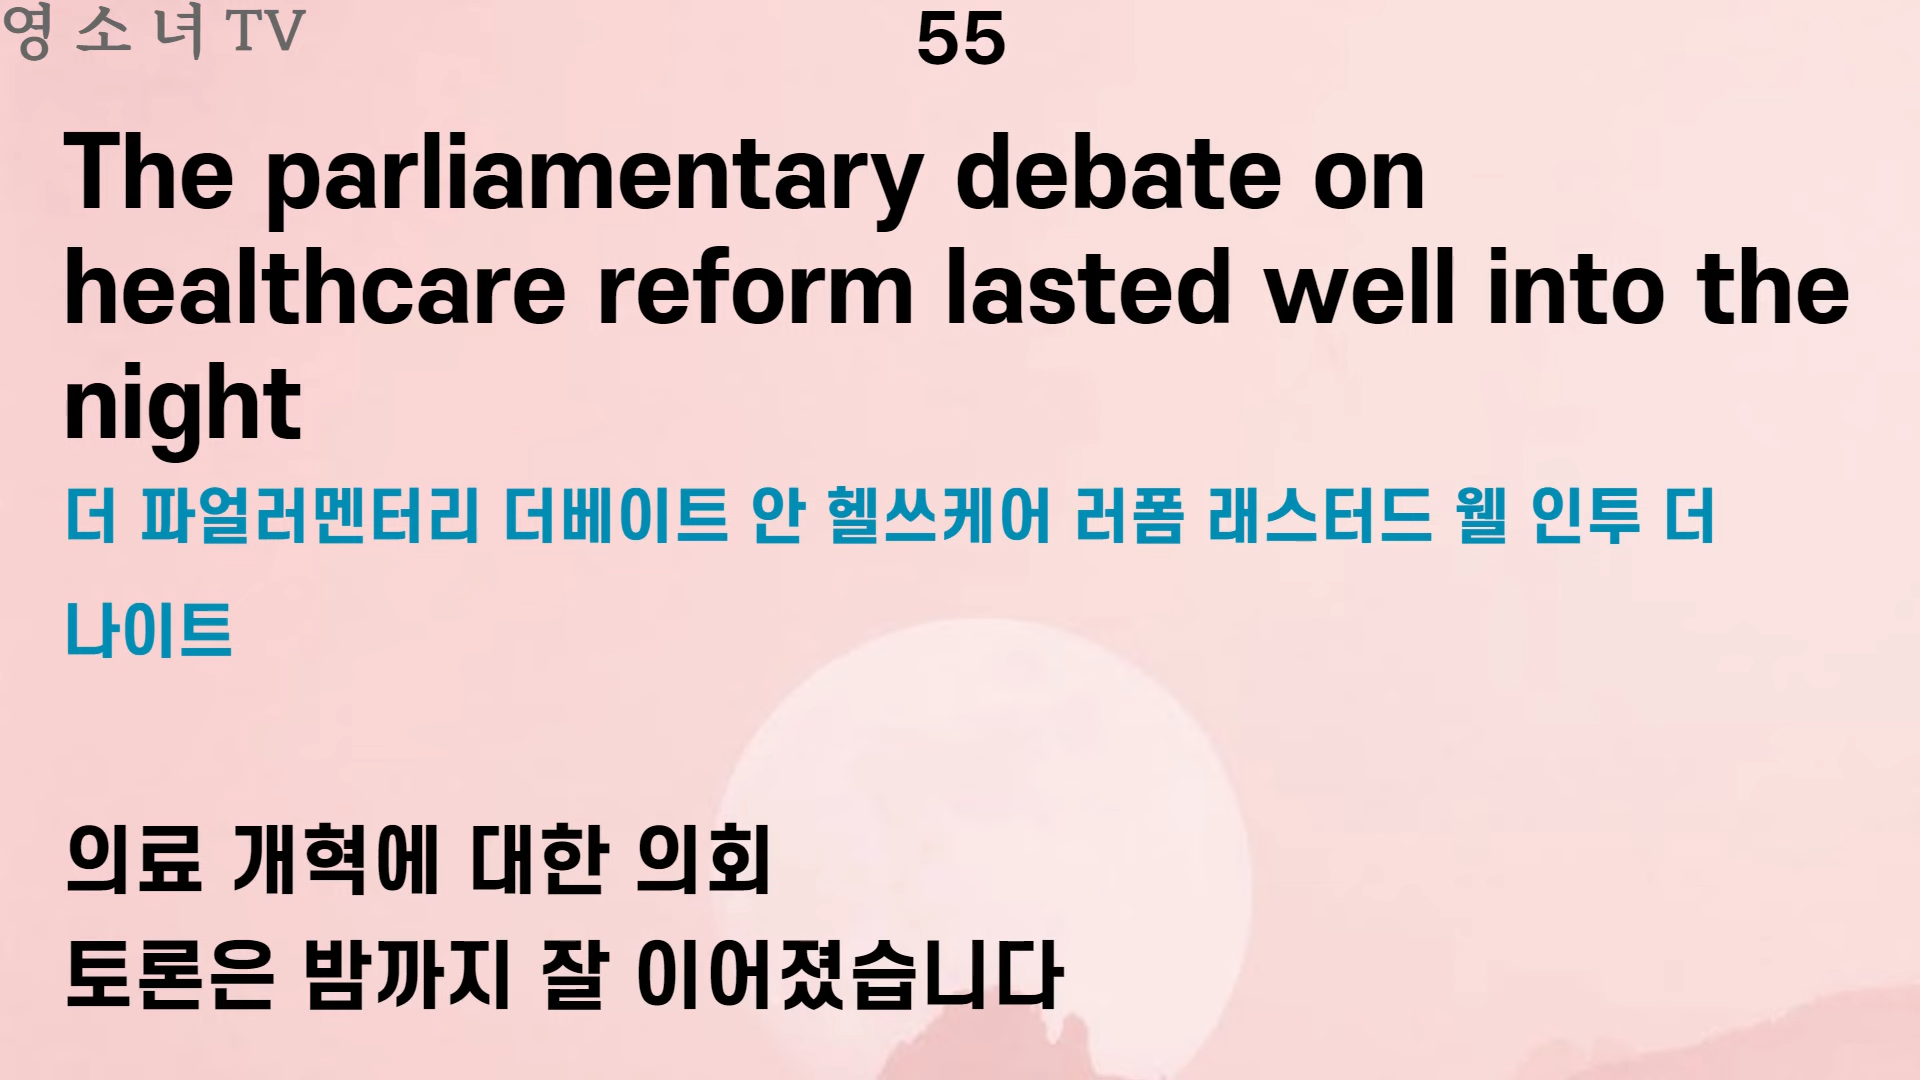 영소녀TV
55
The parliamentary debate on
healthcare reform lasted well into the
night
더 파얼러멘터리 더베이트 안 헬쓰케어 러폼 래스터드 웰 인투 더
나이트
의료 개혁에 대한 의회
토론은 밤까지 잘 이어졌습니다